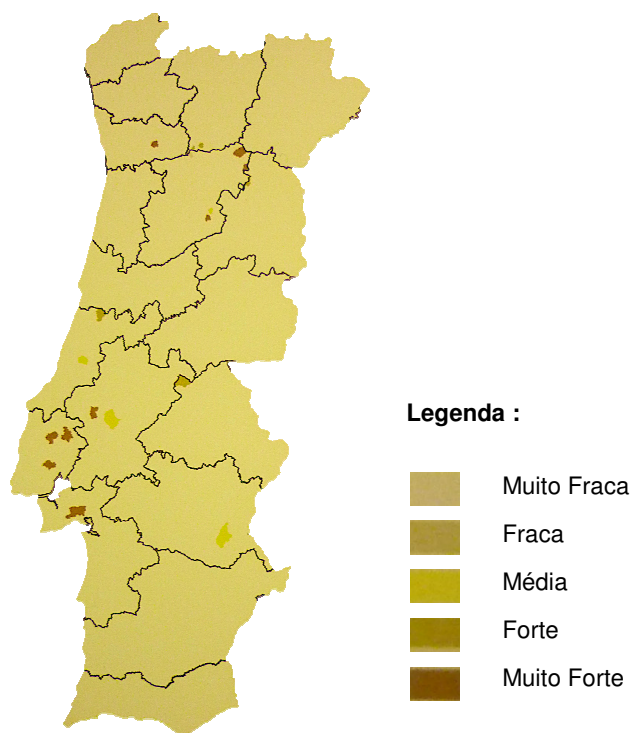 Legenda :
Muito Fraca
Fraca
Média
Forte
Muito Forte